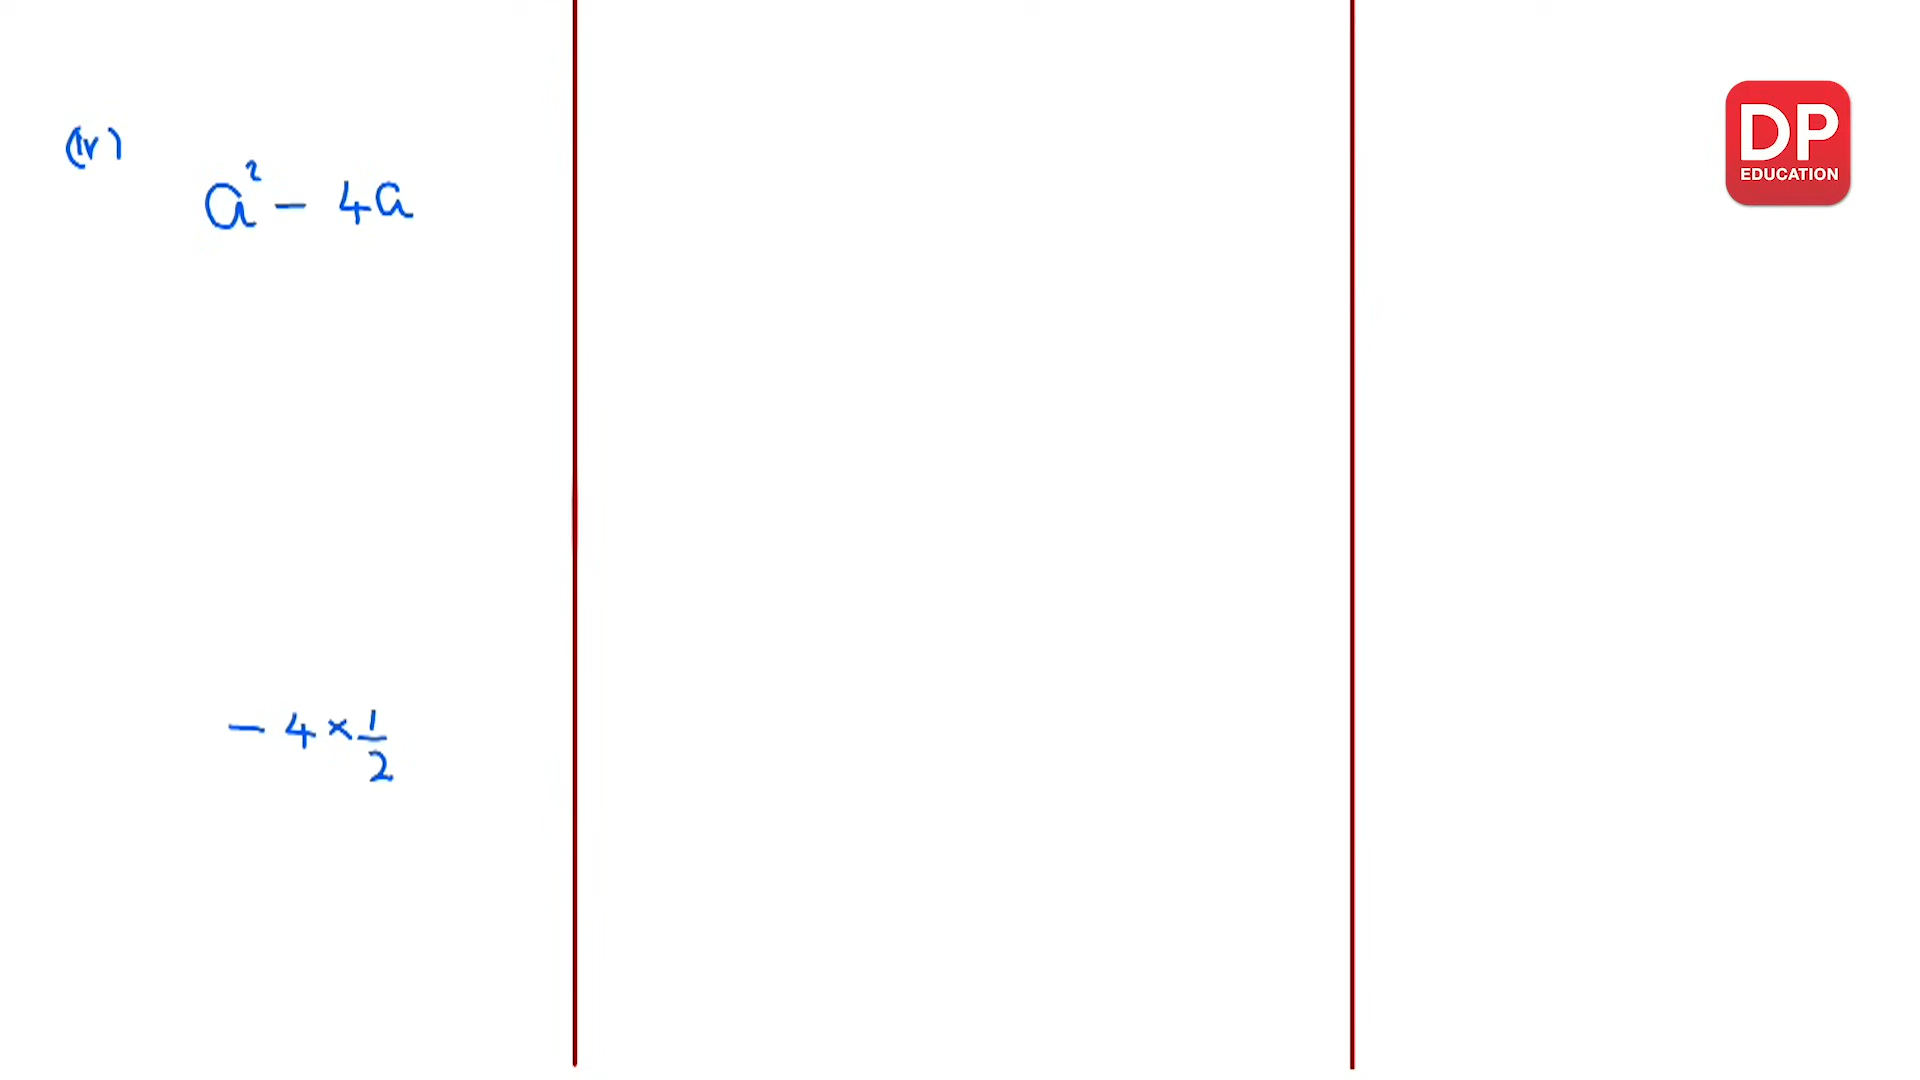 (iv)
a² - 4a
- 4 × 1/2
DP
EDUCATION